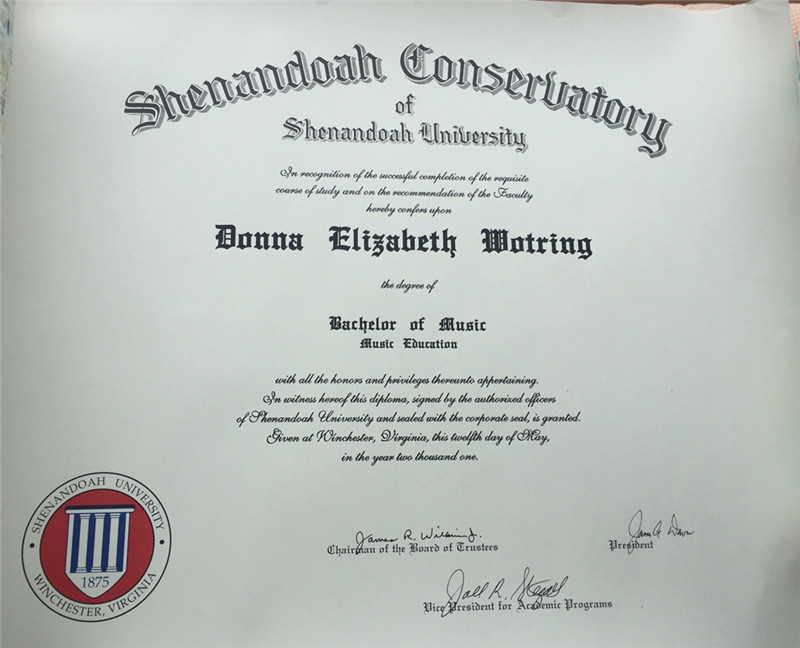 Shenandoah Conservatory
of
Shenandoah University
In recognition of the successful completion of the requisite
course of study and on the recommendation of the Faculty
hereby confers upon
Donna Elizabeth Wotring
the degree of
Bachelor of Music
Music Education
with all the honors and privileges thereunto appertaining.
In witness hereof this diploma, signed by the authorized officers
of Shenandoah University and sealed with the corporate seal, is granted.
Given at Winchester, Virginia, this twelfth day of May,
in the year two thousand one.
SHENANDOAH UNIVERSITY
1875
WINCHESTER, VIRGINIA
James R.
Chairman of the Board of Trustees
President
Joel R. Stegall
Vice President for Academic Programs